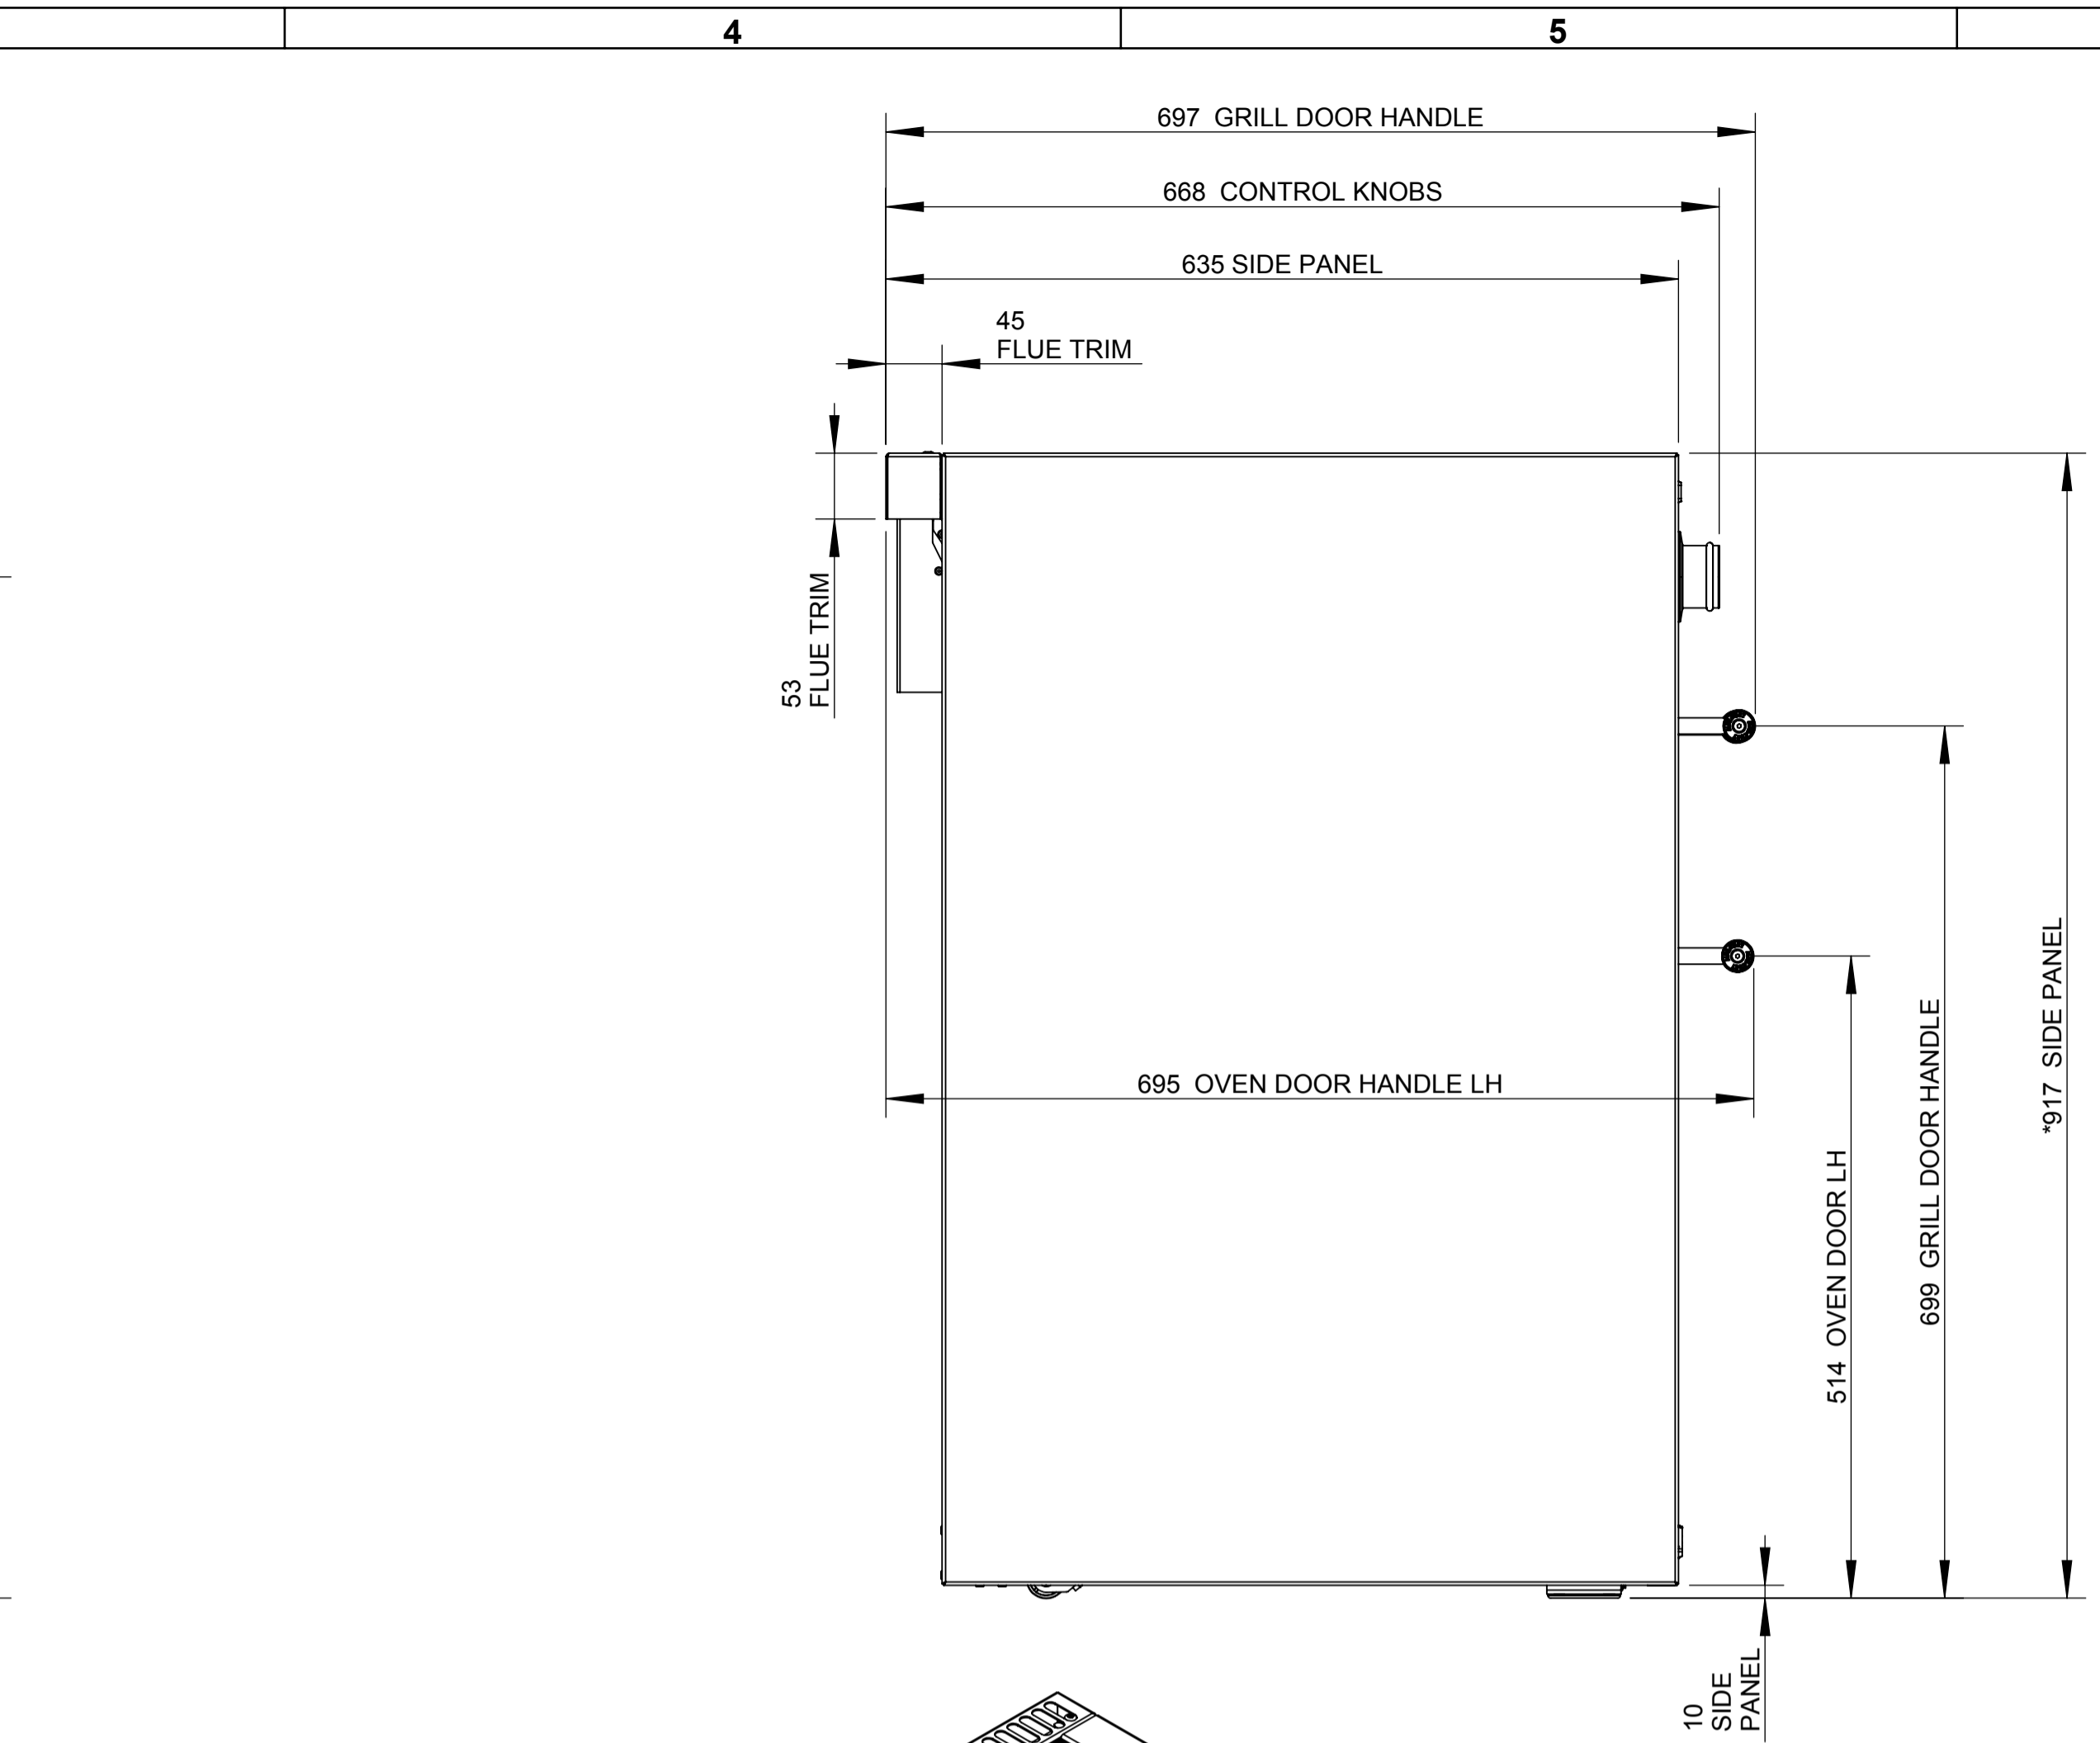 4
5
697 GRILL DOOR HANDLE
668 CONTROL KNOBS
635 SIDE PANEL
45
FLUE TRIM
53
FLUE TRIM
695 OVEN DOOR HANDLE LH
514 OVEN DOOR LH
699 GRILL DOOR HANDLE
*917 SIDE PANEL
10
SIDE
PANEL